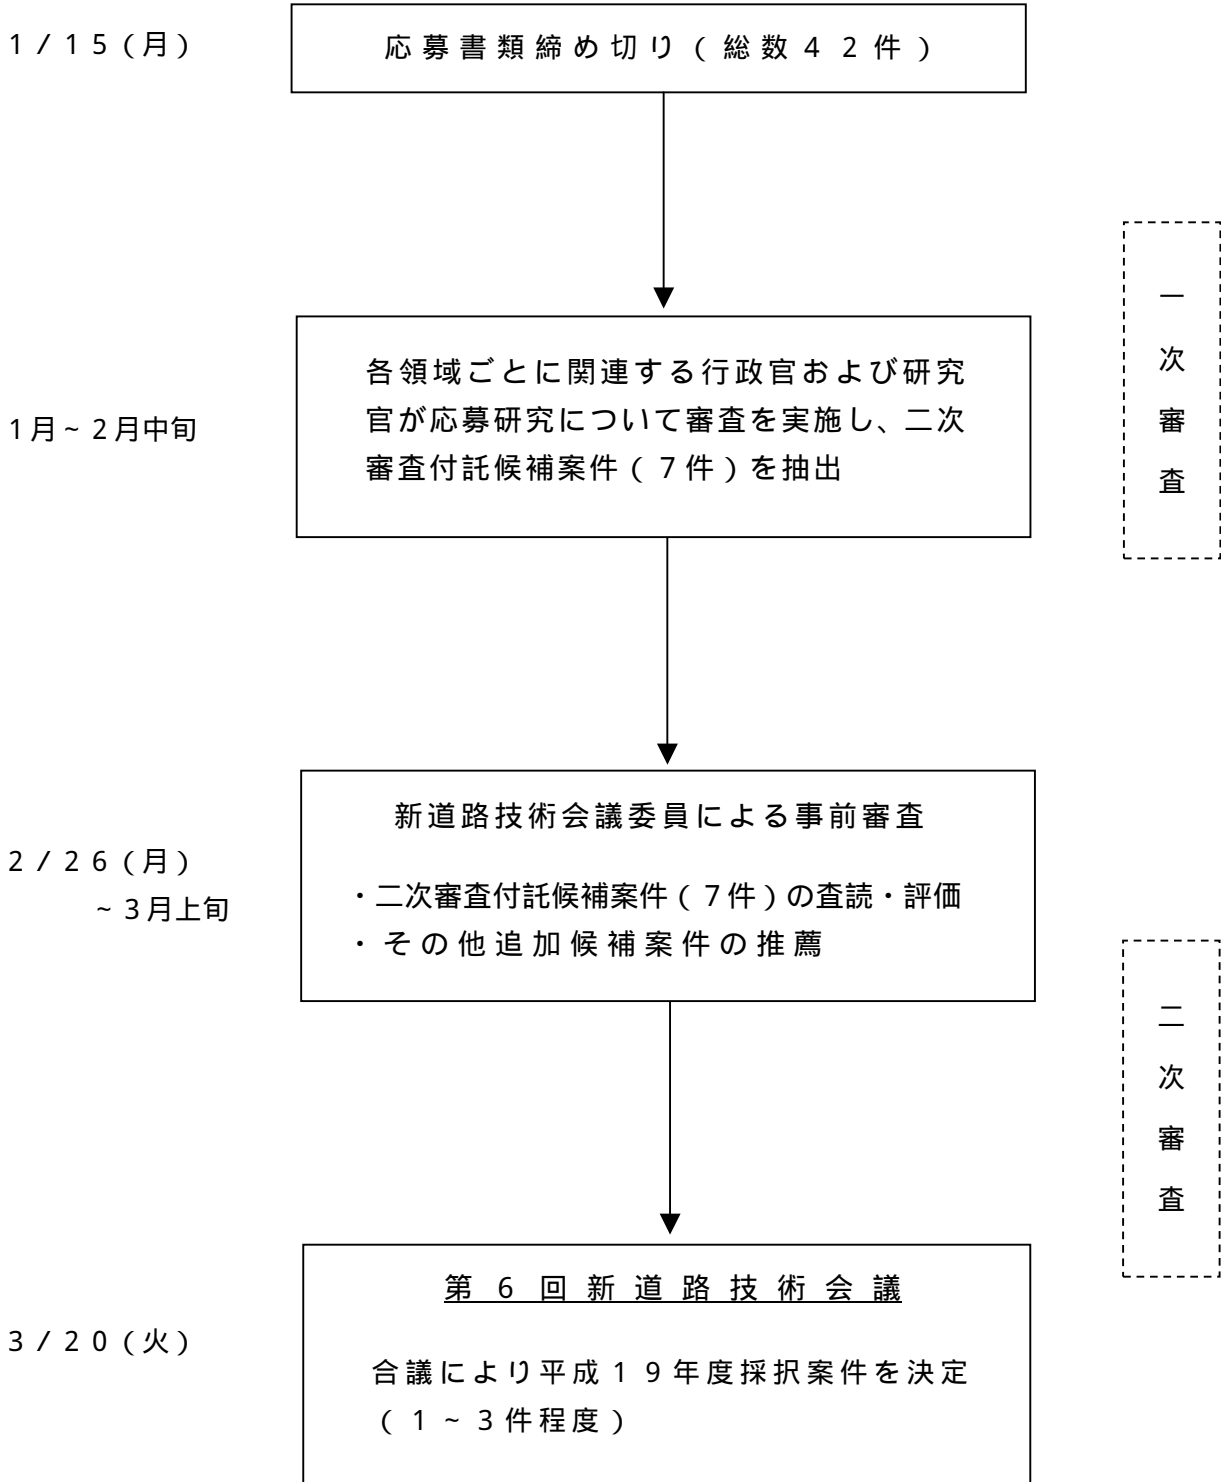 1/15(月)
応募書類締め切り(総数42件)
1月~2月中旬
各領域ごとに関連する行政官および研究
官が応募研究について審査を実施し、二次
審査付託候補案件(7件)を抽出
一次審査
2/26(月)
~3月上旬
新道路技術会議委員による事前審査
・二次審査付託候補案件(7件)の査読・評価
・その他追加候補案件の推薦
二次審査
3/20(火)
第6回新道路技術会議
合議により平成19年度採択案件を決定
(1~3件程度)